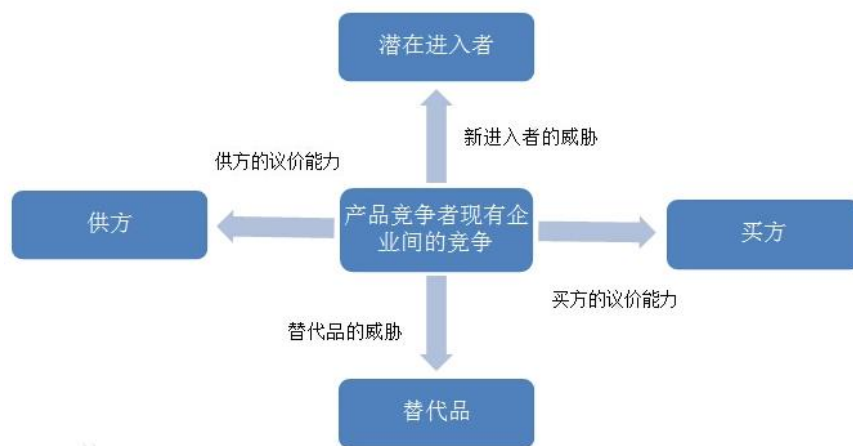 潜在进入者
新进入者的威胁
供方的议价能力
供方
产品竞争者现有企
业间的竞争
买方
买方的议价能力
替代品的威胁
替代品